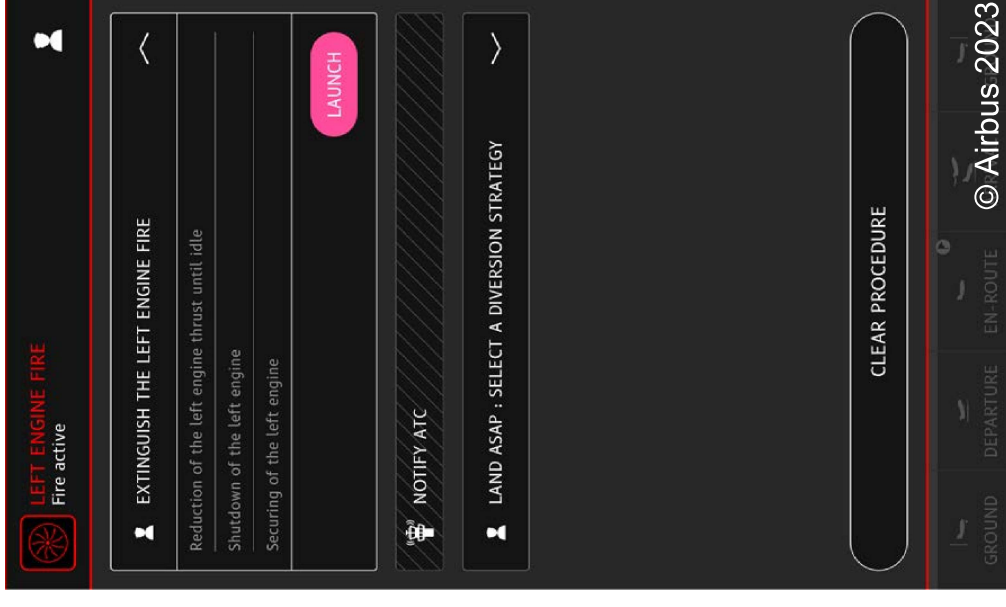 LEFT ENGINE FIRE
Fire active
EXTINGUISH THE LEFT ENGINE FIRE
Reduction of the left engine thrust until idle
Shutdown of the left engine
Securing of the left engine
LAUNCH
NOTIFY ATC
LAND ASAP : SELECT A DIVERSION STRATEGY
CLEAR PROCEDURE
GROUND
DEPARTURE
EN-ROUTE
© Airbus 2023